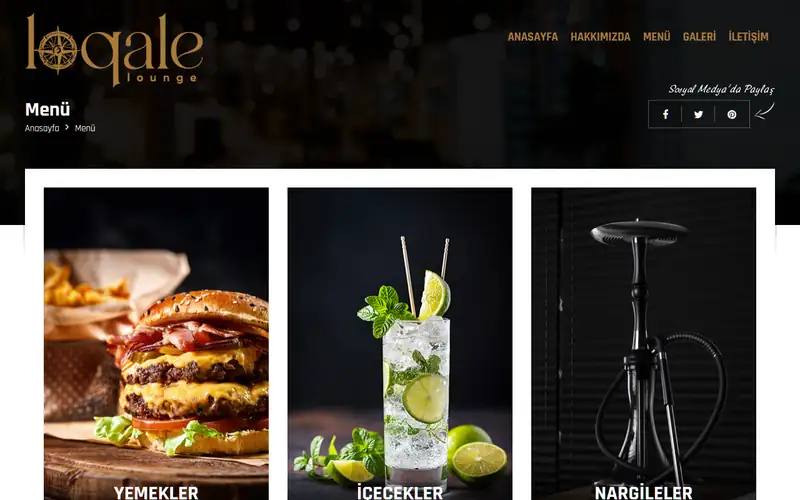 loqale
lounge
ANASAYFA HAKKIMIZDA MENÜ GALERİ İLETİŞİM
Sosyal Medya'da Paylaş
Menü
Anasayfa > Menü
YEMEKLER
İÇECEKLER
NARGİLELER